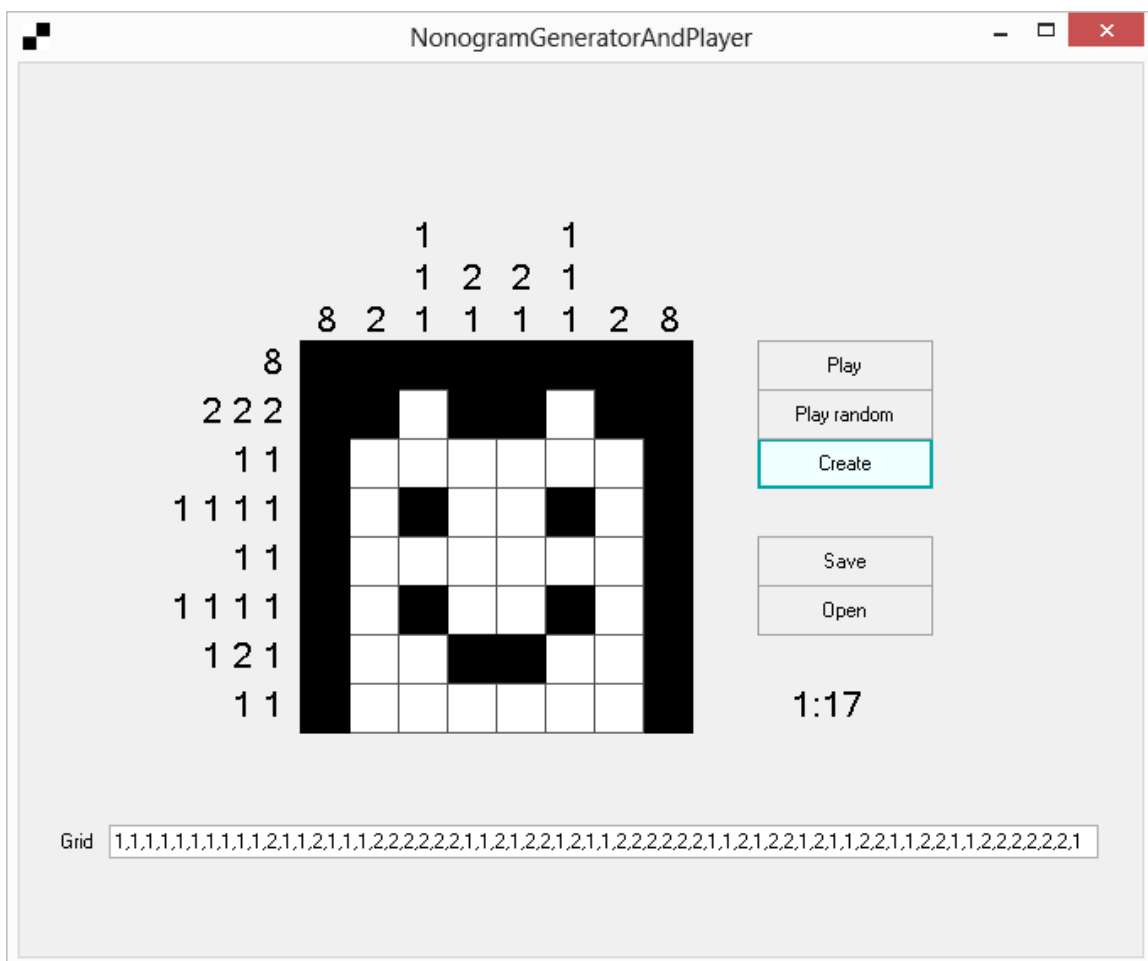 NonogramGeneratorAndPlayer
1 1
1 2 2 1
8 2 1 1 1 1 2 8
8
2 2 2
1 1
1 1 1 1
1 1
1 1 1 1
1 2 1
1 1
Play
Play random
Create
Save
Open
1:17
Grid 1,1,1,1,1,1,1,1,1,1,2,1,1,2,1,1,1,2,2,2,2,2,2,1,1,2,1,2,2,1,2,1,1,2,2,2,2,2,2,1,1,2,1,2,2,1,2,1,1,2,2,1,1,2,2,1,1,2,2,2,2,2,2,1